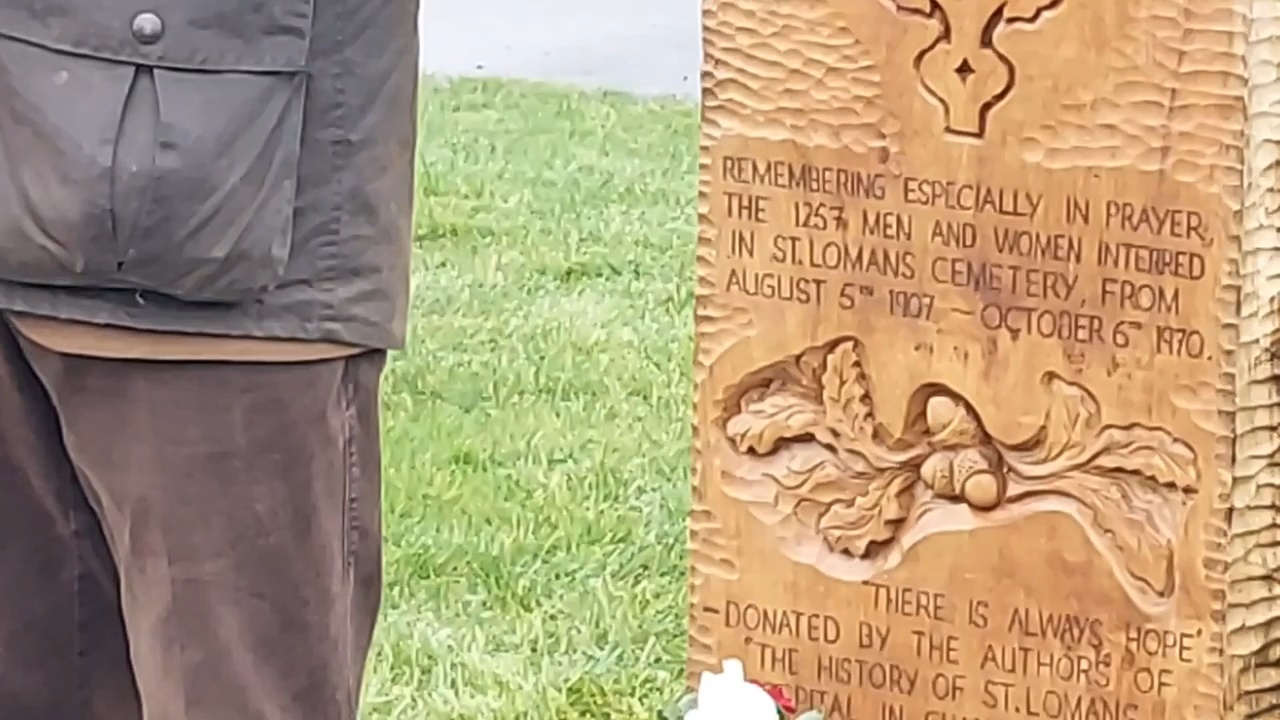 REMEMBERING ESPECIALLY IN PRAYER,
THE 1257 MEN AND WOMEN INTERRED
IN ST. LOMANS CEMETERY, FROM
AUGUST 5TH 1907. — OCTOBER 6TH 1970.
"THERE IS ALWAYS HOPE"
-DONATED BY THE AUTHORS OF
"THE HISTORY OF ST. LOMANS
IN